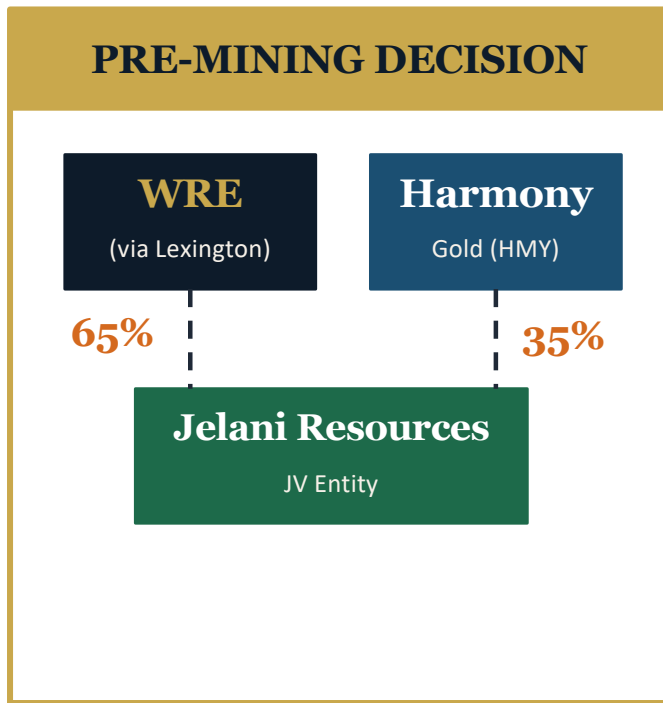 PRE-MINING DECISION
WRE
(via Lexington)
Harmony
Gold (HMY)
65%
35%
Jelani Resources
JV Entity